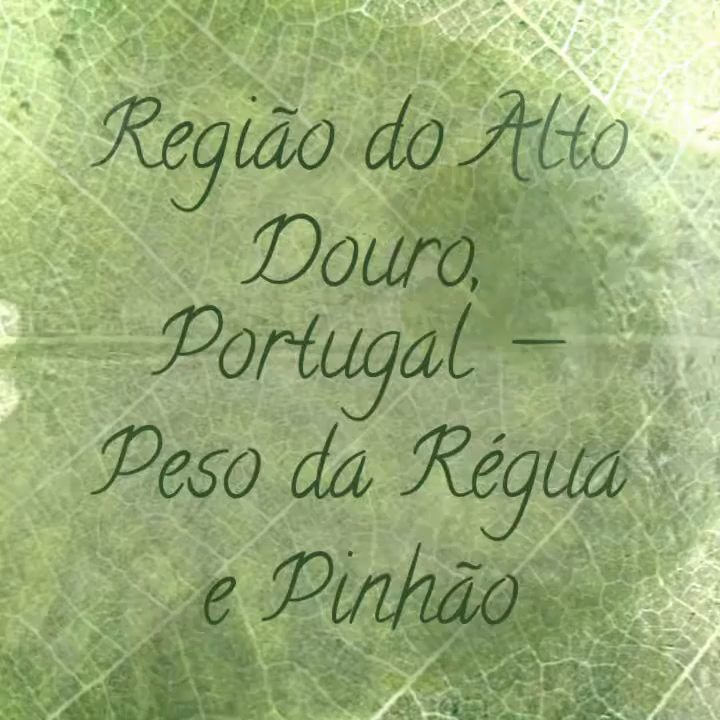 Região do Alto
Douro,
Portugal –
Peso da Régua
e Pinhão